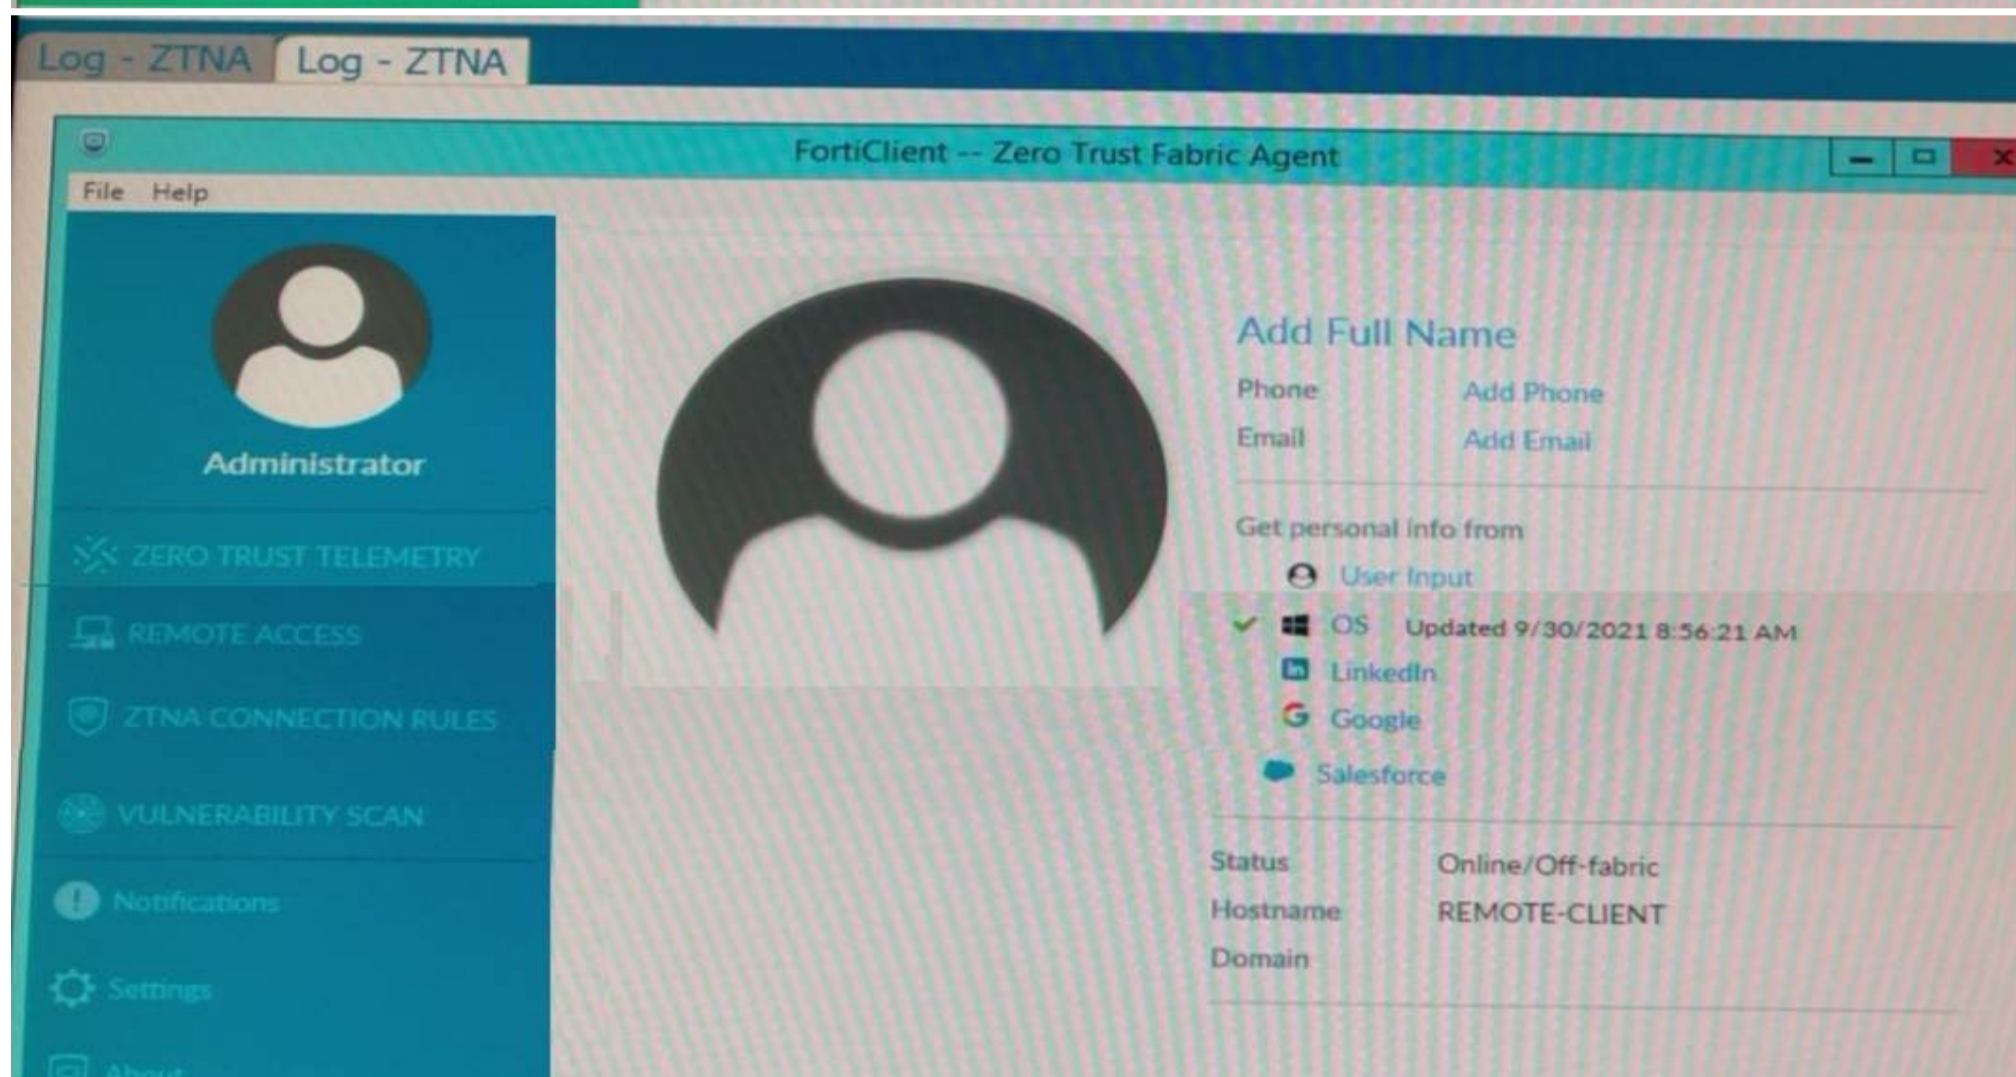 Log - ZTNA
Log - ZTNA
FortiClient -- Zero Trust Fabric Agent
File Help
Administrator
ZERO TRUST TELEMETRY
REMOTE ACCESS
ZTNA CONNECTION RULES
VULNERABILITY SCAN
Notifications
Settings
About
Add Full Name
Phone Add Phone
Email Add Email
Get personal info from
User Input
OS Updated 9/30/2021 8:56:21 AM
LinkedIn
Google
Salesforce
Status Online/Off-fabric
Hostname REMOTE-CLIENT
Domain